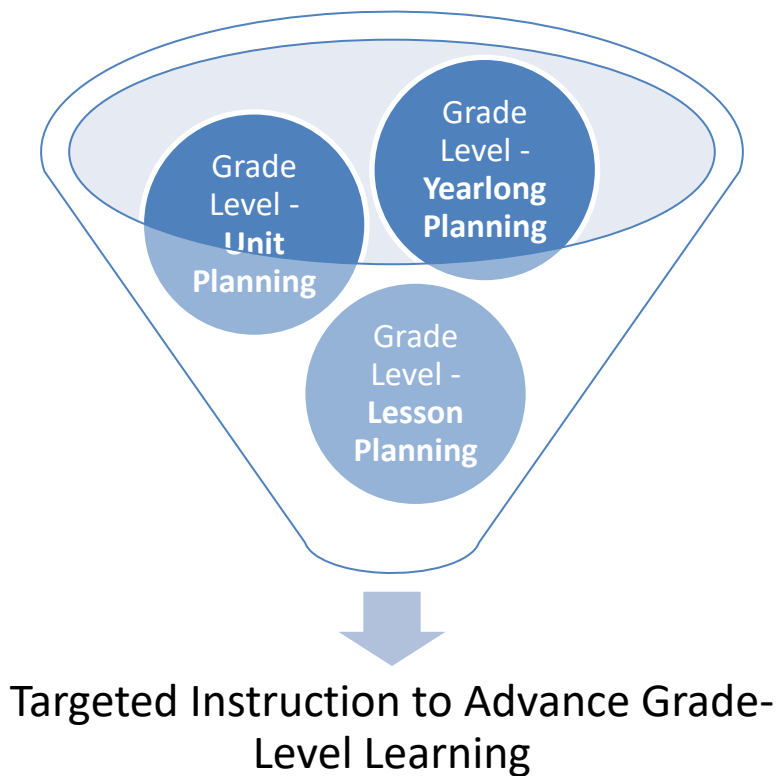 Grade
Level -
Yearlong
Planning
Grade
Level -
Unit
Planning
Grade
Level -
Lesson
Planning
Targeted Instruction to Advance Grade-
Level Learning